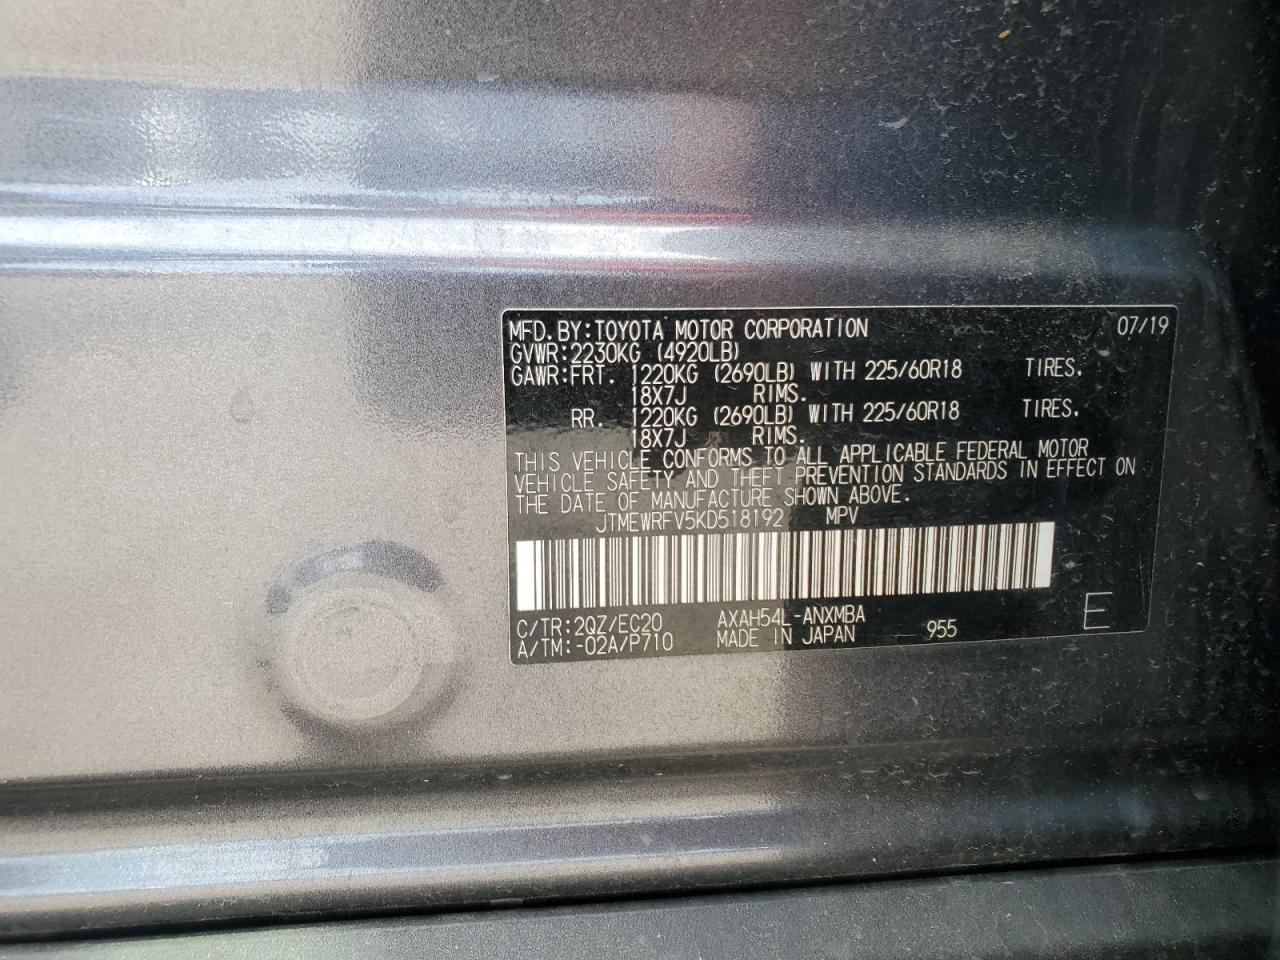 MFD.BY:TOYOTA MOTOR CORPORATION 07/19
GVWR:2230KG (4920LB)
GAWR:FRT. 1220KG (2690LB) WITH 225/60R18 TIRES.
18X7J RIMS.
RR. 1220KG (2690LB) WITH 225/60R18 TIRES.
18X7J RIMS.
THIS VEHICLE CONFORMS TO ALL APPLICABLE FEDERAL MOTOR
VEHICLE SAFETY AND THEFT PREVENTION STANDARDS IN EFFECT ON
THE DATE OF MANUFACTURE SHOWN ABOVE.
JTMEWRFV5KD518192 MPV
C/TR:2QZ/EC20 AXAH54L-ANXMBA
A/TM:-02A/P710 MADE IN JAPAN 955 E